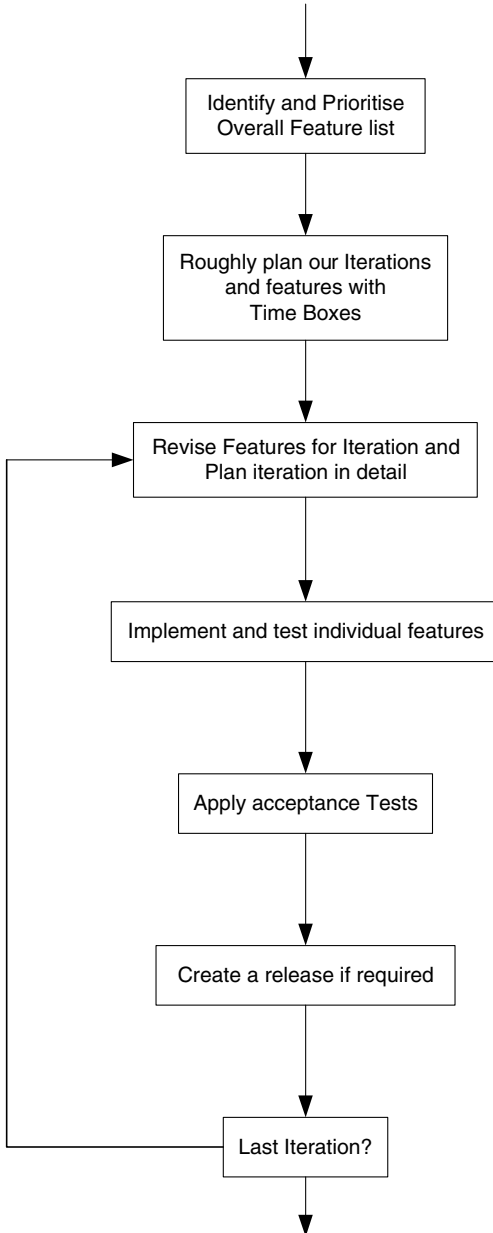 Identify and Prioritise
Overall Feature list
Roughly plan our Iterations
and features with
Time Boxes
Revise Features for Iteration and
Plan iteration in detail
Implement and test individual features
Apply acceptance Tests
Create a release if required
Last Iteration?